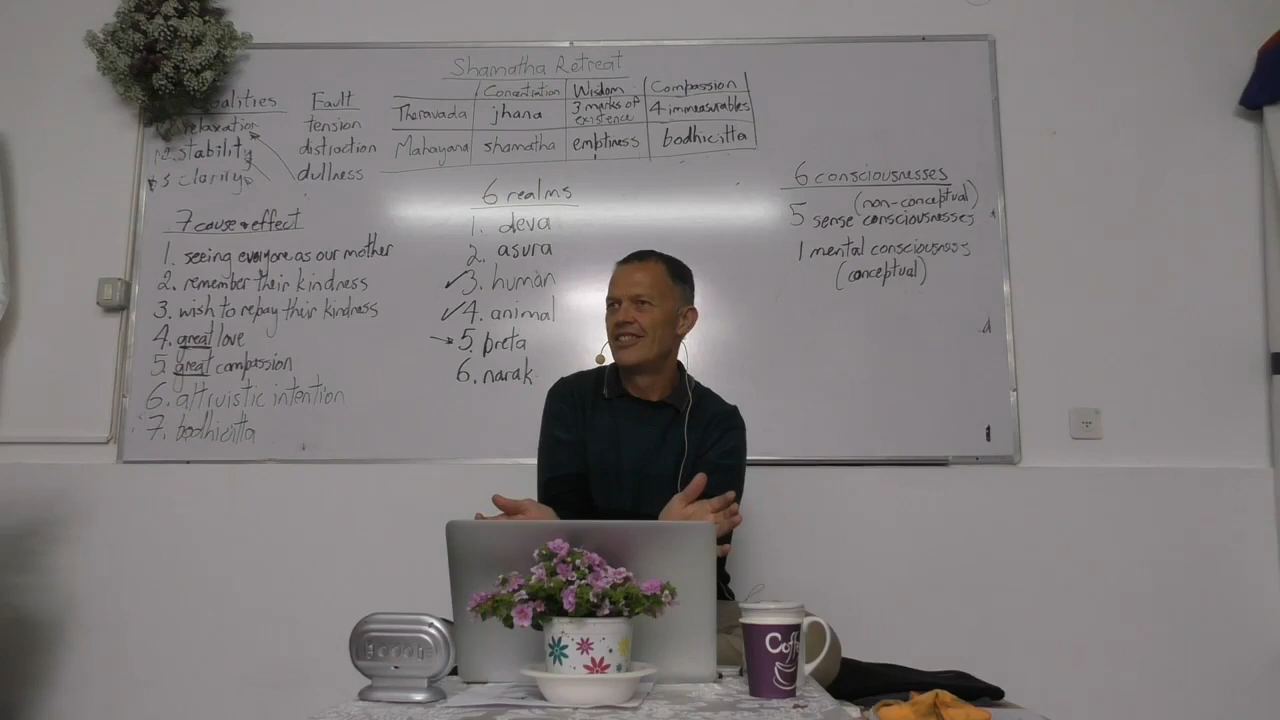 Shamatha Retreat
Concentration Wisdom Compassion
Theravada jhana 3 marks of existence 4 immeasurables
Mahayana shamatha emptiness bodhicitta
Fault
relaxation tension
2. stability distraction
3 clarity dullness
7 cause & effect
1. seeing everyone as our mother
2. remember their kindness
3. wish to repay their kindness
4. great love
5. great compassion
6. altruistic intention
7. bodhicitta
6 realms
1. deva
2. asura
3. human
4. animal
5. preta
6. narak
6 consciousnesses
(non-conceptual)
5 sense consciousnesses
1 mental consciousness
(conceptual)